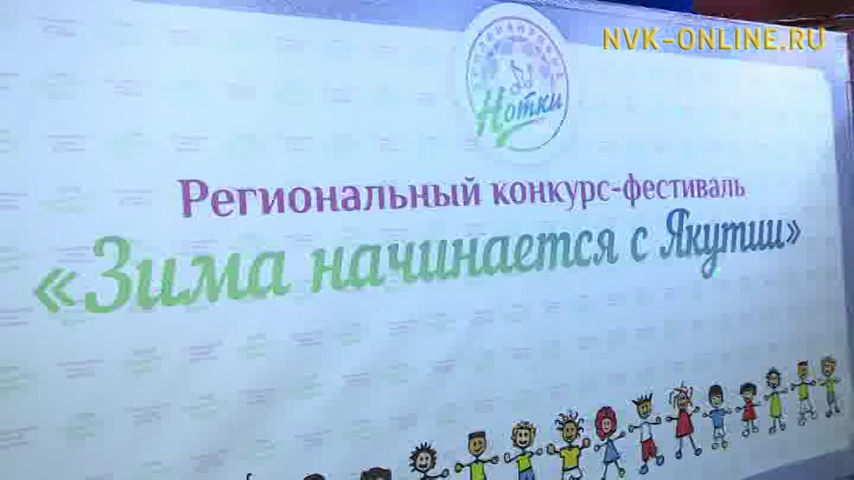 NVK-ONLINE.RU
Нотки
Региональный конкурс-фестиваль
«Зима начинается с Якутии»